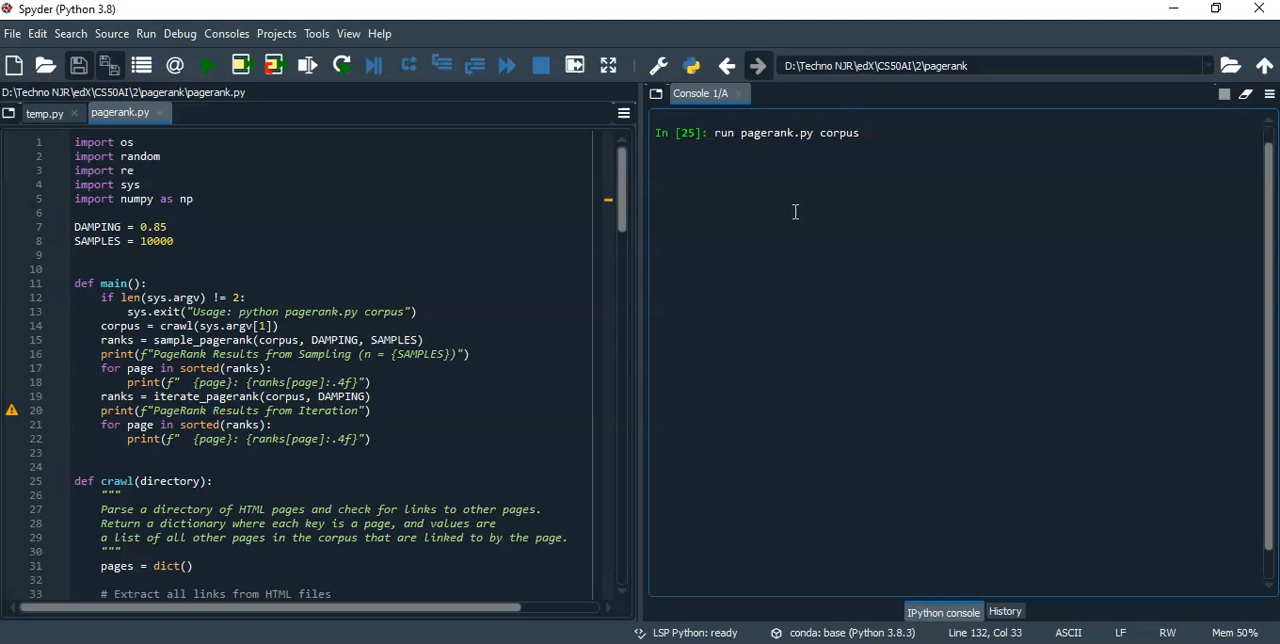 Spyder (Python 3.8)
File Edit Search Source Run Debug Consoles Projects Tools View Help
D:\Techno NJR\edX\CS50AI\2\pagerank
D:\Techno NJR\edX\CS50AI\2\pagerank\pagerank.py
temp.py pagerank.py
Console 1/A
1 import os
2 import random
3 import re
4 import sys
5 import numpy as np
6
7 DAMPING = 0.85
8 SAMPLES = 10000
9
10
11 def main():
12 if len(sys.argv) != 2:
13 sys.exit("Usage: python pagerank.py corpus")
14 corpus = crawl(sys.argv[1])
15 ranks = sample_pagerank(corpus, DAMPING, SAMPLES)
16 print(f"PageRank Results from Sampling (n = {SAMPLES})")
17 for page in sorted(ranks):
18 print(f"  {page}: {ranks[page]:.4f}")
19 ranks = iterate_pagerank(corpus, DAMPING)
20 print(f"PageRank Results from Iteration")
21 for page in sorted(ranks):
22 print(f"  {page}: {ranks[page]:.4f}")
23
24
25 def crawl(directory):
26 """
27 Parse a directory of HTML pages and check for links to other pages.
28 Return a dictionary where each key is a page, and values are
29 a list of all other pages in the corpus that are linked to by the page.
30 """
31 pages = dict()
32
33 # Extract all links from HTML files
In [25]: run pagerank.py corpus
IPython console History
LSP Python: ready conda: base (Python 3.8.3) Line 132, Col 33 ASCII LF RW Mem 50%